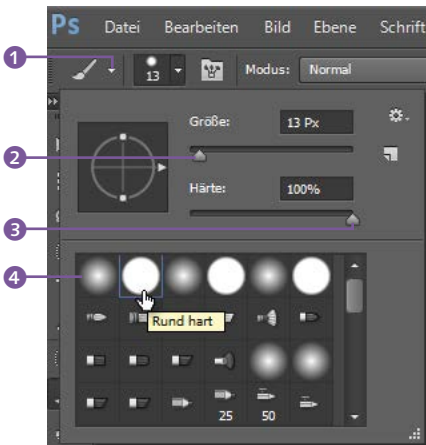 Ps Datei Bearbeiten Bild Ebene Schrift
1
13 Modus: Normal
Größe: 13 Px
2
Härte: 100%
3
4
Rund hart
25 50